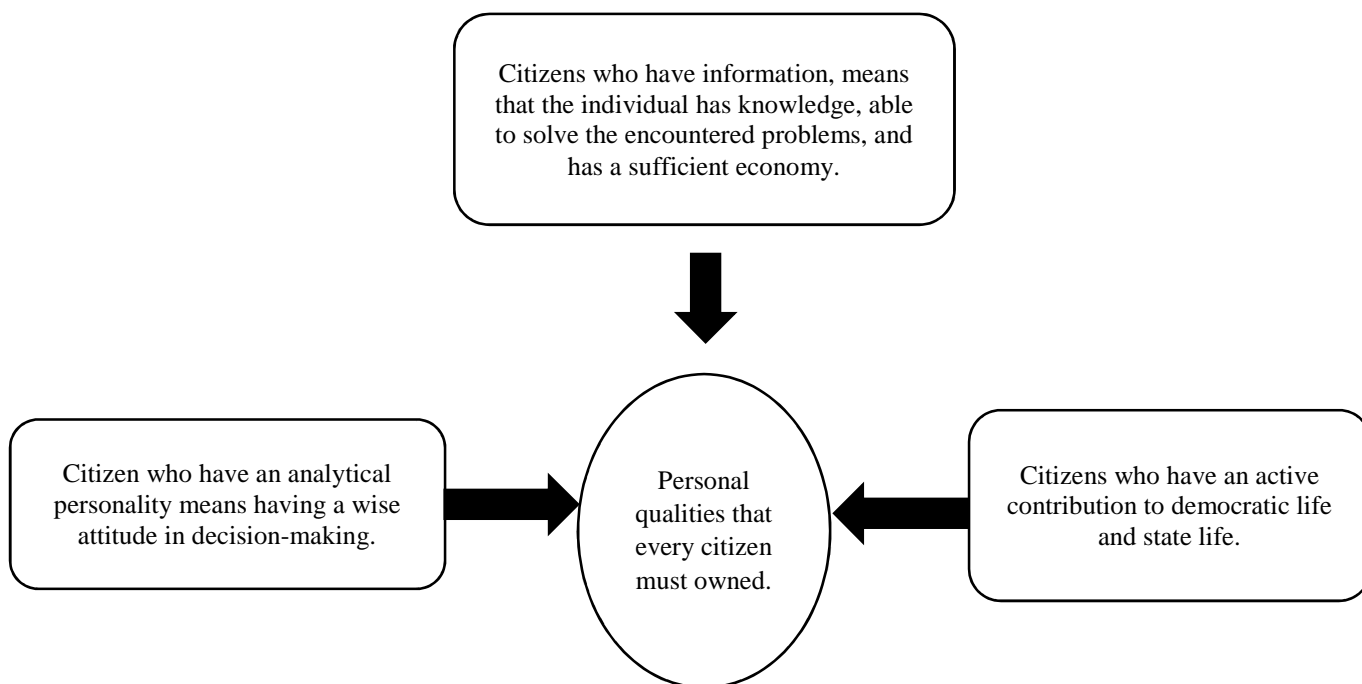 Citizens who have information, means
that the individual has knowledge, able
to solve the encountered problems, and
has a sufficient economy.
Citizen who have an analytical
personality means having a wise
attitude in decision-making.
Personal
qualities that
every citizen
must owned.
Citizens who have an active
contribution to democratic life
and state life.